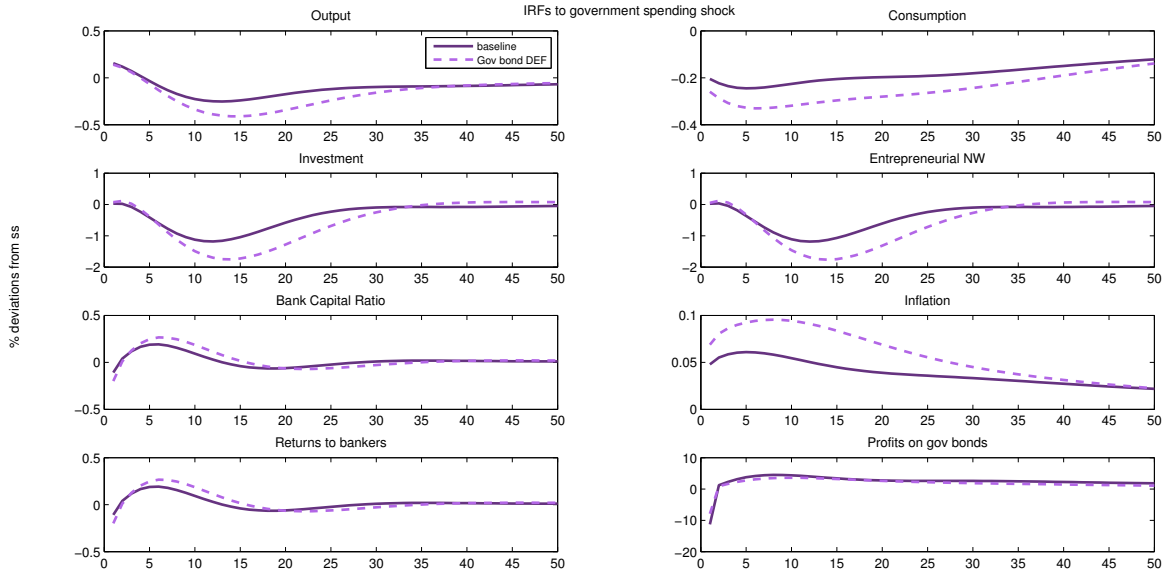 IRFs to government spending shock
Output
0.5
0
−0.5
0 5 10 15 20 25 30 35 40 45 50
baseline
Gov bond DEF
Consumption
0
−0.2
−0.4
0 5 10 15 20 25 30 35 40 45 50
Investment
1
0
−1
−2
0 5 10 15 20 25 30 35 40 45 50
Entrepreneurial NW
1
0
−1
−2
0 5 10 15 20 25 30 35 40 45 50
% deviations from ss
Bank Capital Ratio
0.5
0
−0.5
0 5 10 15 20 25 30 35 40 45 50
Inflation
0.1
0.05
0
0 5 10 15 20 25 30 35 40 45 50
Returns to bankers
0.5
0
−0.5
0 5 10 15 20 25 30 35 40 45 50
Profits on gov bonds
10
0
−10
−20
0 5 10 15 20 25 30 35 40 45 50